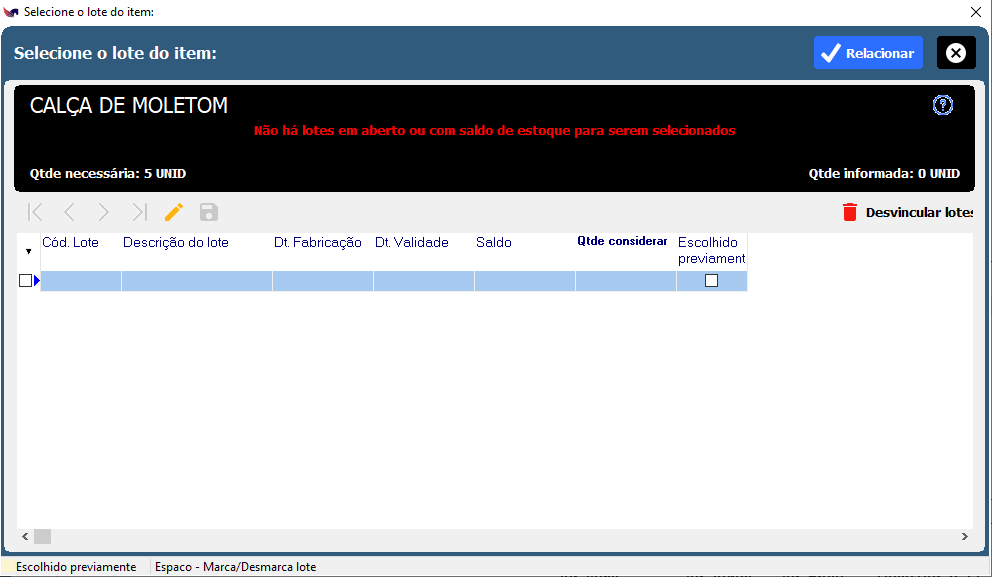 Selecione o lote do item:
Selecione o lote do item:
Relacionar
CALÇA DE MOLETOM
Não há lotes em aberto ou com saldo de estoque para serem selecionados
Qtde necessária: 5 UNID
Qtde informada: 0 UNID
Desvincular lotes
Cód. Lote
Descrição do lote
Dt. Fabricação
Dt. Validade
Saldo
Qtde considerar
Escolhido
previament
Escolhido previamente
Espaco - Marca/Desmarca lote